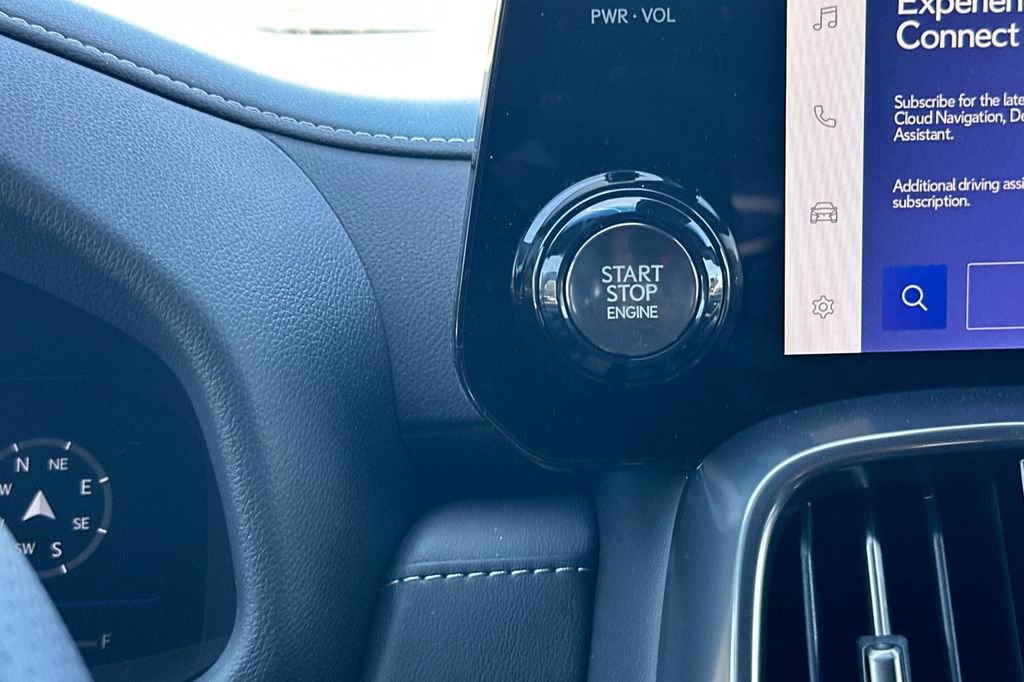 PWR · VOL
START
STOP
ENGINE
Connect
Subscribe for the late
Cloud Navigation, De
Assistant.
Additional driving assi
subscription.
N NE
W E
SE
SW S
F